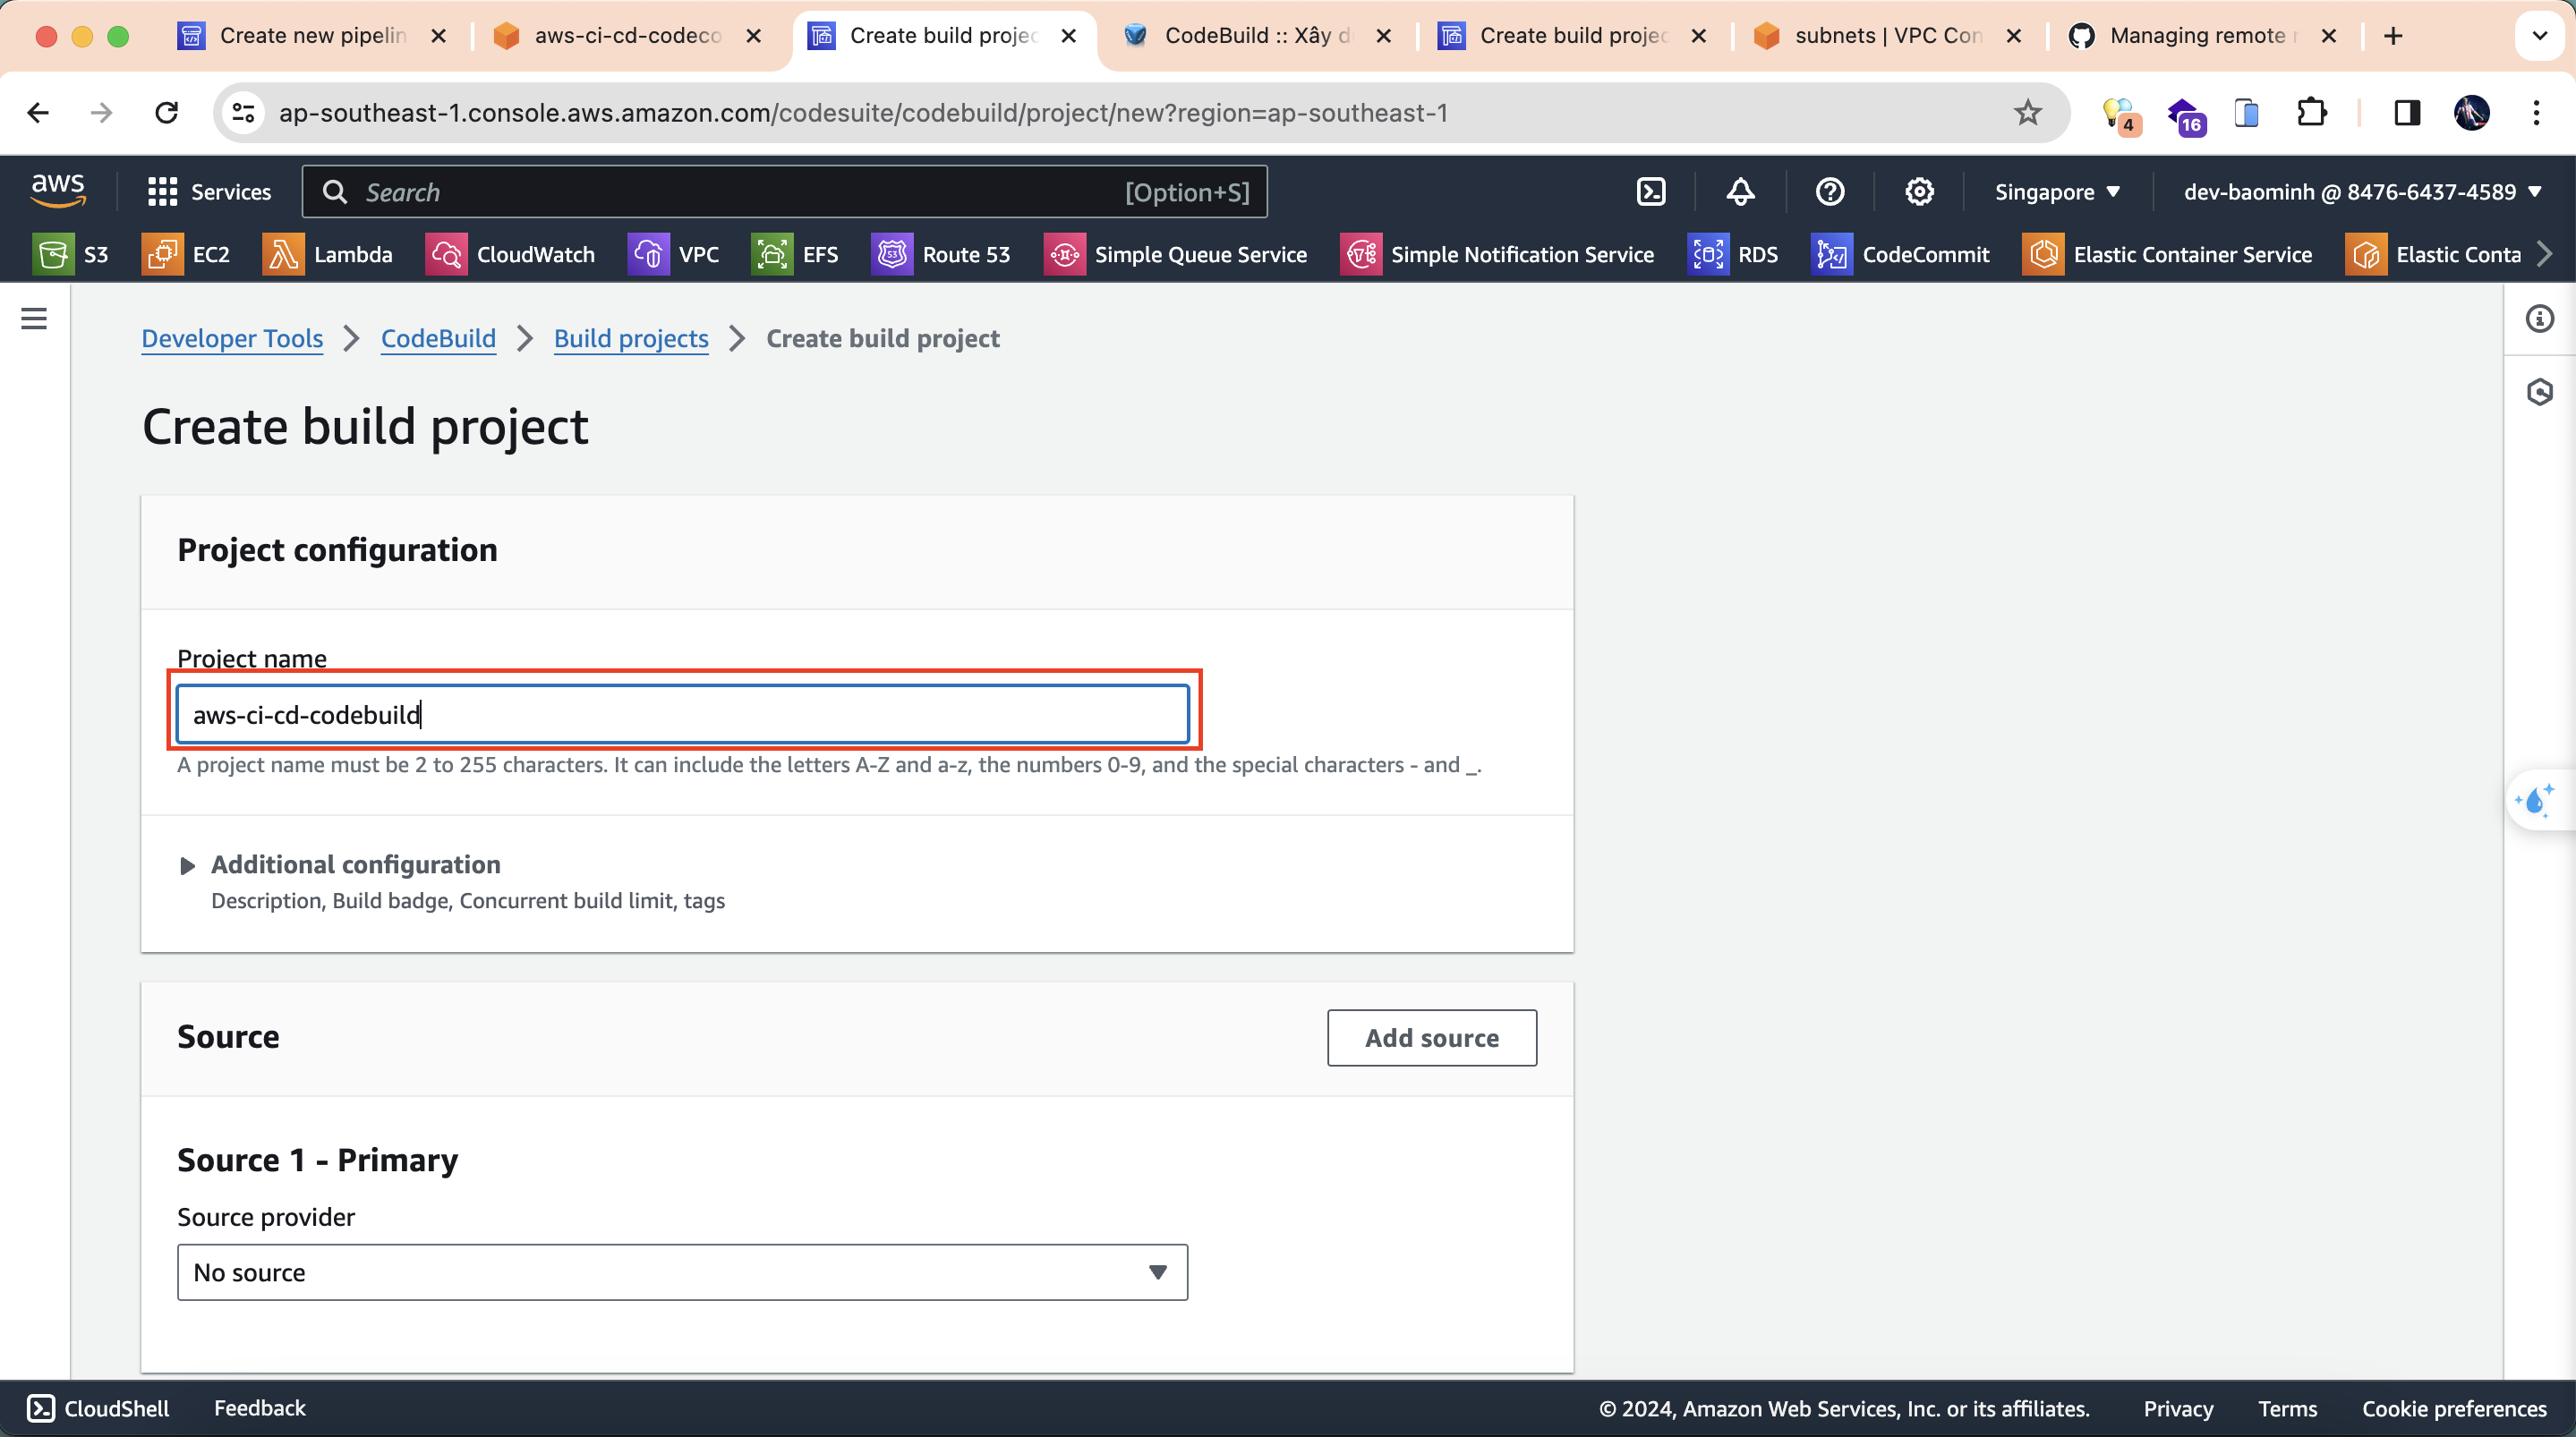 Create new pipelin
aws-ci-cd-codeco
Create build projec
CodeBuild :: Xây d
Create build projec
subnets | VPC Con
Managing remote r
ap-southeast-1.console.aws.amazon.com/codesuite/codebuild/project/new?region=ap-southeast-1
4
16
aws
Services
Search
[Option+S]
Singapore
dev-baominh @ 8476-6437-4589
S3
EC2
Lambda
CloudWatch
VPC
EFS
Route 53
Simple Queue Service
Simple Notification Service
RDS
CodeCommit
Elastic Container Service
Elastic Conta
Developer Tools
CodeBuild
Build projects
Create build project
Create build project
Project configuration
Project name
aws-ci-cd-codebuild
A project name must be 2 to 255 characters. It can include the letters A-Z and a-z, the numbers 0-9, and the special characters - and _.
Additional configuration
Description, Build badge, Concurrent build limit, tags
Source
Add source
Source 1 - Primary
Source provider
No source
CloudShell
Feedback
© 2024, Amazon Web Services, Inc. or its affiliates.
Privacy
Terms
Cookie preferences